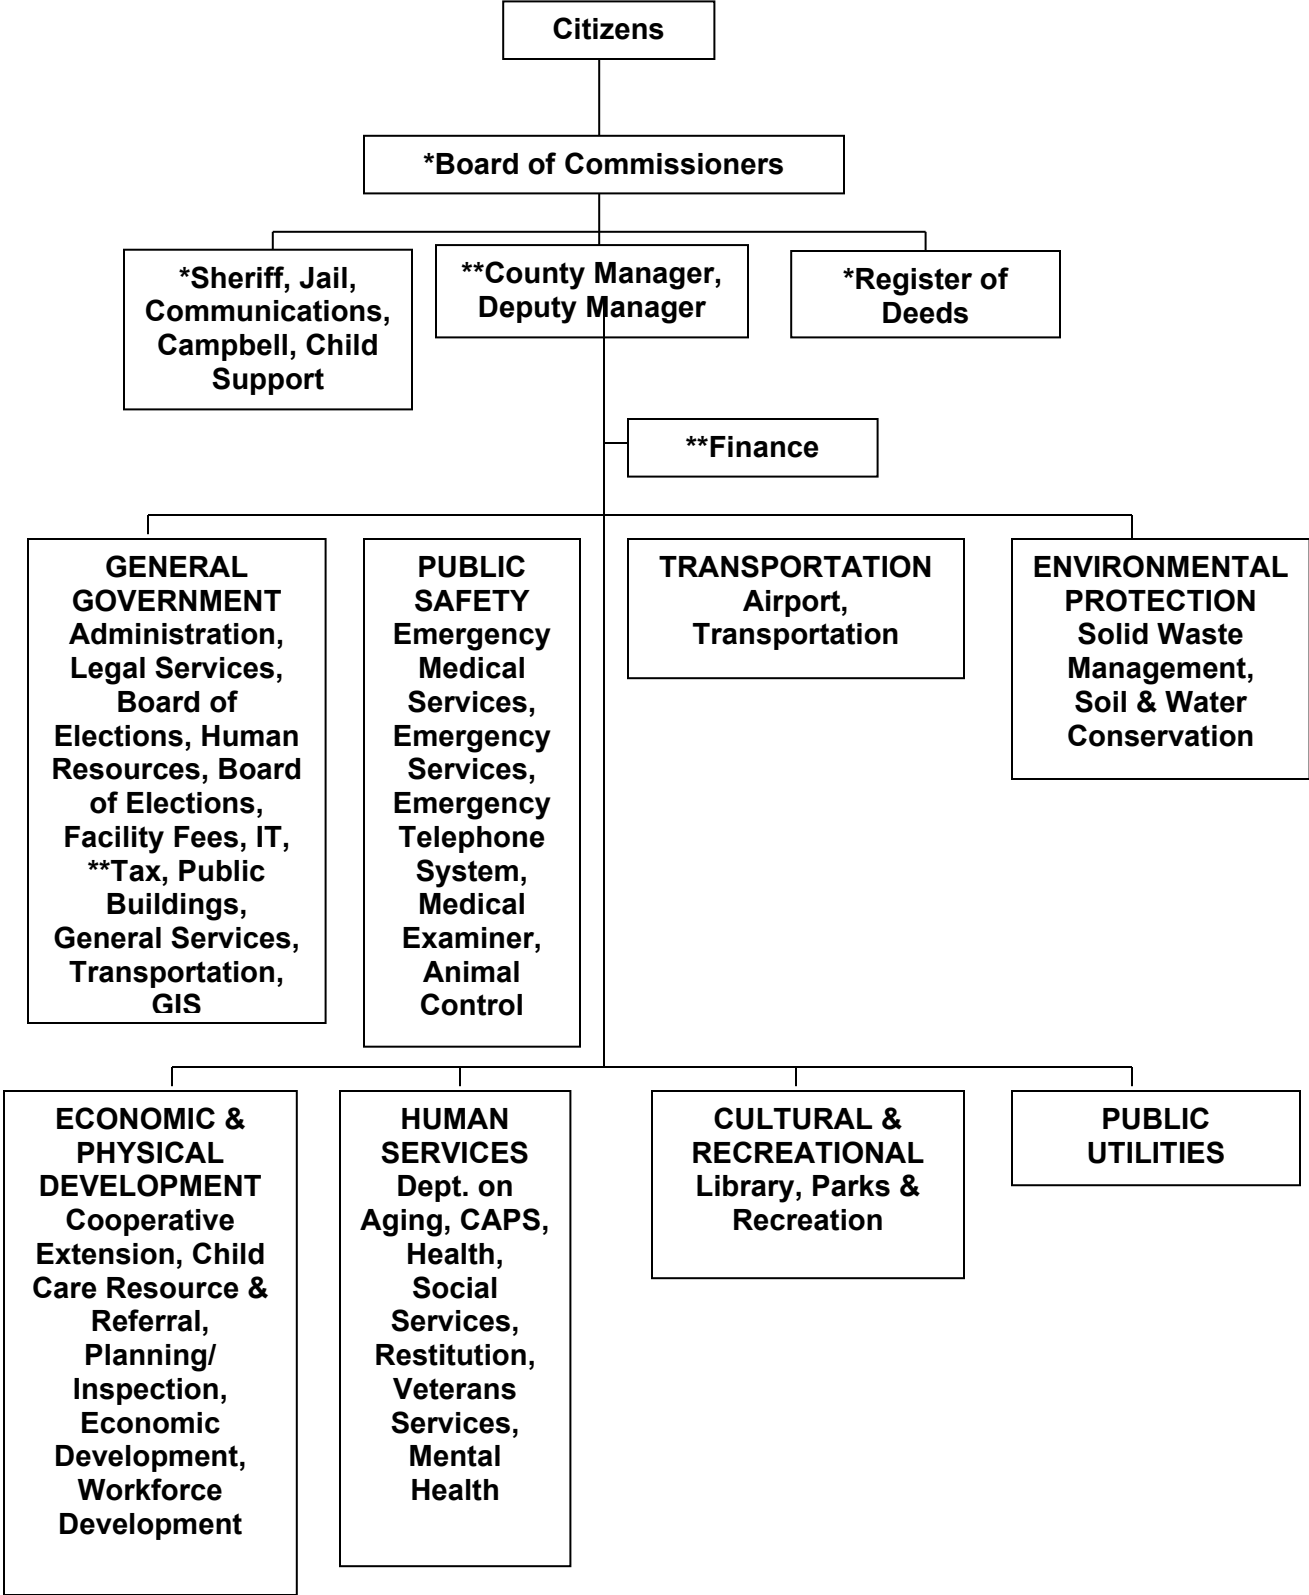 Citizens
*Board of Commissioners
*Sheriff, Jail,
Communications,
Campbell, Child
Support
**County Manager,
Deputy Manager
*Register of
Deeds
**Finance
GENERAL
GOVERNMENT
Administration,
Legal Services,
Board of
Elections, Human
Resources, Board
of Elections,
Facility Fees, IT,
**Tax, Public
Buildings,
General Services,
Transportation,
GIS
PUBLIC
SAFETY
Emergency
Medical
Services,
Emergency
Services,
Emergency
Telephone
System,
Medical
Examiner,
Animal
Control
TRANSPORTATION
Airport,
Transportation
ENVIRONMENTAL
PROTECTION
Solid Waste
Management,
Soil & Water
Conservation
ECONOMIC &
PHYSICAL
DEVELOPMENT
Cooperative
Extension, Child
Care Resource &
Referral,
Planning/
Inspection,
Economic
Development,
Workforce
Development
HUMAN
SERVICES
Dept. on
Aging, CAPS,
Health,
Social
Services,
Restitution,
Veterans
Services,
Mental
Health
CULTURAL &
RECREATIONAL
Library, Parks &
Recreation
PUBLIC
UTILITIES